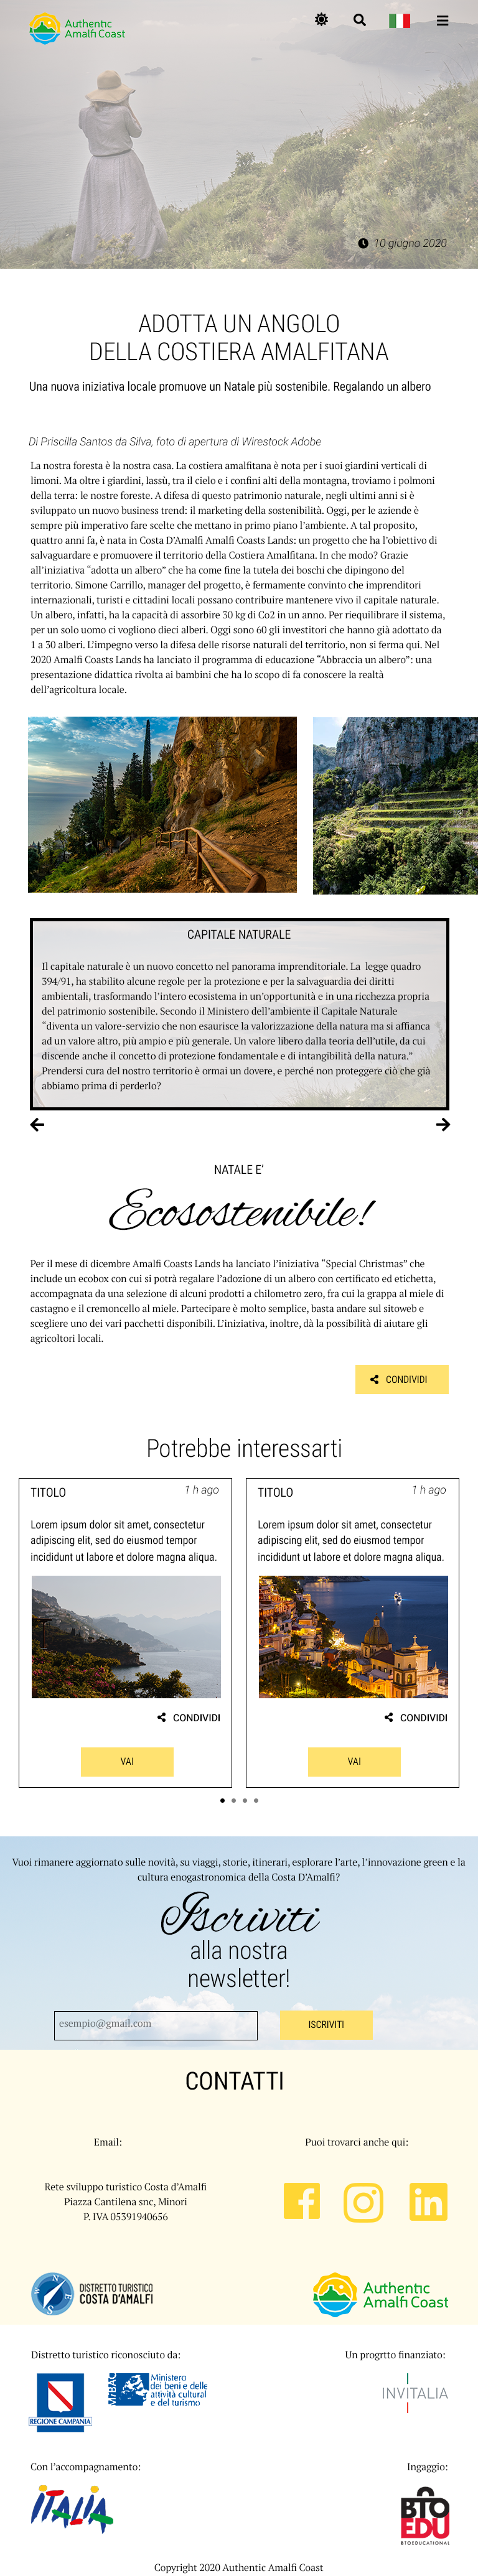 Authentic
Amalfi Coast
10 giugno 2020
ADOTTA UN ANGOLO
DELLA COSTIERA AMALFITANA
Una nuova iniziativa locale promuove un Natale più sostenibile. Regalando un albero
Di Priscilla Santos da Silva, foto di apertura di Wirestock Adobe
La nostra foresta è la nostra casa. La costiera amalfitana è nota per i suoi giardini verticali di
limoni. Ma oltre i giardini, lassù, tra il cielo e i confini alti della montagna, troviamo i polmoni
della terra: le nostre foreste. A difesa di questo patrimonio naturale, negli ultimi anni si è
sviluppato un nuovo business trend: il marketing della sostenibilità. Oggi, per le aziende è
sempre più imperativo fare scelte che mettano in primo piano l'ambiente. A tal proposito,
quattro anni fa, è nata in Costa D'Amalfi Amalfi Coasts Lands: un progetto che ha l'obiettivo di
salvaguardare e promuovere il territorio della Costiera Amalfitana. In che modo? Grazie
all'iniziativa "adotta un albero" che ha come fine la tutela dei boschi che dipingono del
territorio. Simone Carrillo, manager del progetto, è fermamente convinto che imprenditori
internazionali, turisti e cittadini locali possano contribuire mantenere vivo il capitale naturale.
Un albero, infatti, ha la capacità di assorbire 30 kg di Co2 in un anno. Per riequilibrare il sistema,
per un solo uomo ci vogliono dieci alberi. Oggi sono 60 gli investitori che hanno già adottato da
1 a 30 alberi. L'impegno verso la difesa delle risorse naturali del territorio, non si ferma qui. Nel
2020 Amalfi Coasts Lands ha lanciato il programma di educazione "Abbraccia un albero": una
presentazione didattica rivolta ai bambini che ha lo scopo di fa conoscere la realtà
dell'agricoltura locale.
CAPITALE NATURALE
Il capitale naturale è un nuovo concetto nel panorama imprenditoriale. La legge quadro
394/91, ha stabilito alcune regole per la protezione e per la salvaguardia dei diritti
ambientali, trasformando l'intero ecosistema in un'opportunità e in una ricchezza propria
del patrimonio sostenibile. Secondo il Ministero dell'ambiente il Capitale Naturale
"diventa un valore-servizio che non esaurisce la valorizzazione della natura ma si affianca
ad un valore altro, più ampio e più generale. Un valore libero dalla teoria dell'utile, da cui
discende anche il concetto di protezione fondamentale e di intangibilità della natura."
Prendersi cura del nostro territorio è ormai un dovere, e perché non proteggere ciò che già
abbiamo prima di perderlo?
NATALE E'
Ecosostenibile!
Per il mese di dicembre Amalfi Coasts Lands ha lanciato l'iniziativa "Special Christmas" che
include un ecobox con cui si potrà regalare l'adozione di un albero con certificato ed etichetta,
accompagnata da una selezione di alcuni prodotti a chilometro zero, fra cui la grappa al miele di
castagno e il cremoncello al miele. Partecipare è molto semplice, basta andare sul sitoweb e
scegliere uno dei vari pacchetti disponibili. L'iniziativa, inoltre, dà la possibilità di aiutare gli
agricoltori locali.
CONDIVIDI
Potrebbe interessarti
TITOLO 1 h ago
Lorem ipsum dolor sit amet, consectetur
adipiscing elit, sed do eiusmod tempor
incididunt ut labore et dolore magna aliqua.
CONDIVIDI
VAI
TITOLO 1 h ago
Lorem ipsum dolor sit amet, consectetur
adipiscing elit, sed do eiusmod tempor
incididunt ut labore et dolore magna aliqua.
CONDIVIDI
VAI
Vuoi rimanere aggiornato sulle novità, su viaggi, storie, itinerari, esplorare l'arte, l'innovazione green e la
cultura enogastronomica della Costa D'Amalfi?
Iscriviti
alla nostra
newsletter!
esempio@gmail.com
ISCRIVITI
CONTATTI
Email:
Puoi trovarci anche qui:
Rete sviluppo turistico Costa d'Amalfi
Piazza Cantilena snc, Minori
P. IVA 05391940656
N E S W
DISTRETTO TURISTICO
COSTA D'AMALFI
Authentic
Amalfi Coast
Distretto turistico riconosciuto da:
Un progrtto finanziato:
REGIONE CAMPANIA
MBAC
Ministero
dei beni e delle
attività culturali
e del turismo
INVITALIA
Con l'accompagnamento:
Ingaggio:
ITALIA
BTO
EDU
BTOEDUCATIONAL
Copyright 2020 Authentic Amalfi Coast